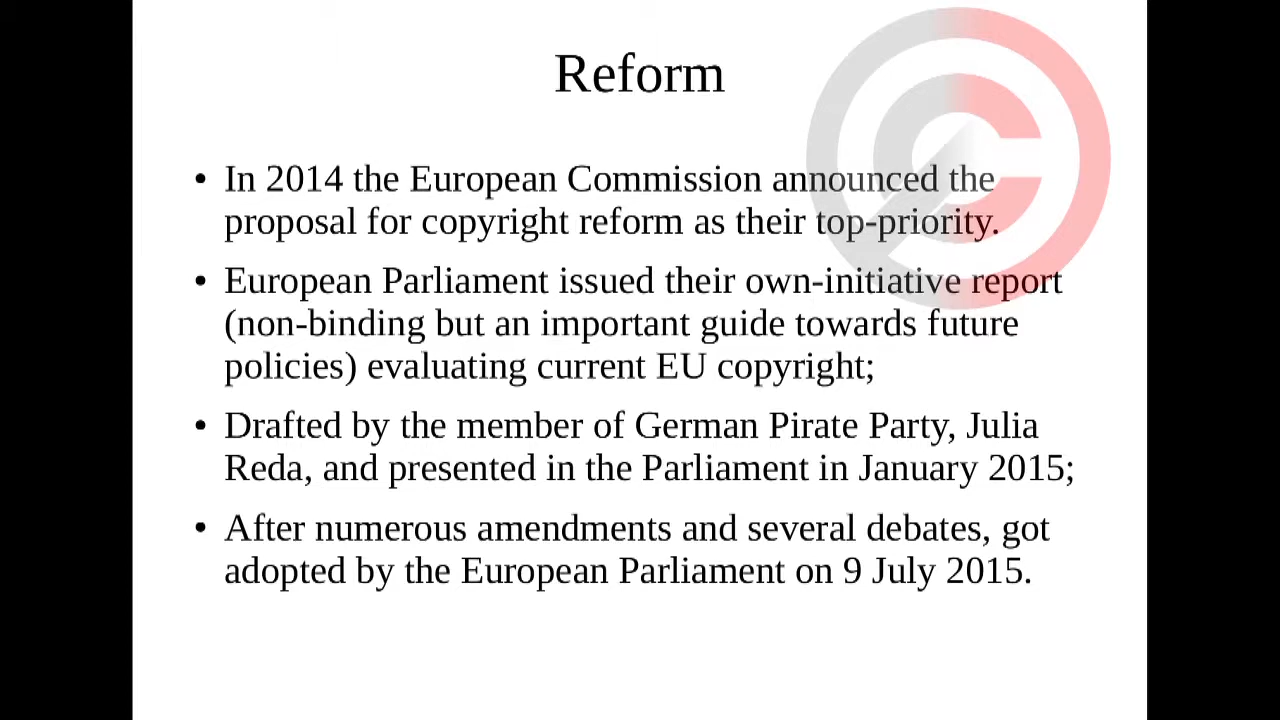 Reform
• In 2014 the European Commission announced the
proposal for copyright reform as their top-priority.
• European Parliament issued their own-initiative report
(non-binding but an important guide towards future
policies) evaluating current EU copyright;
• Drafted by the member of German Pirate Party, Julia
Reda, and presented in the Parliament in January 2015;
• After numerous amendments and several debates, got
adopted by the European Parliament on 9 July 2015.